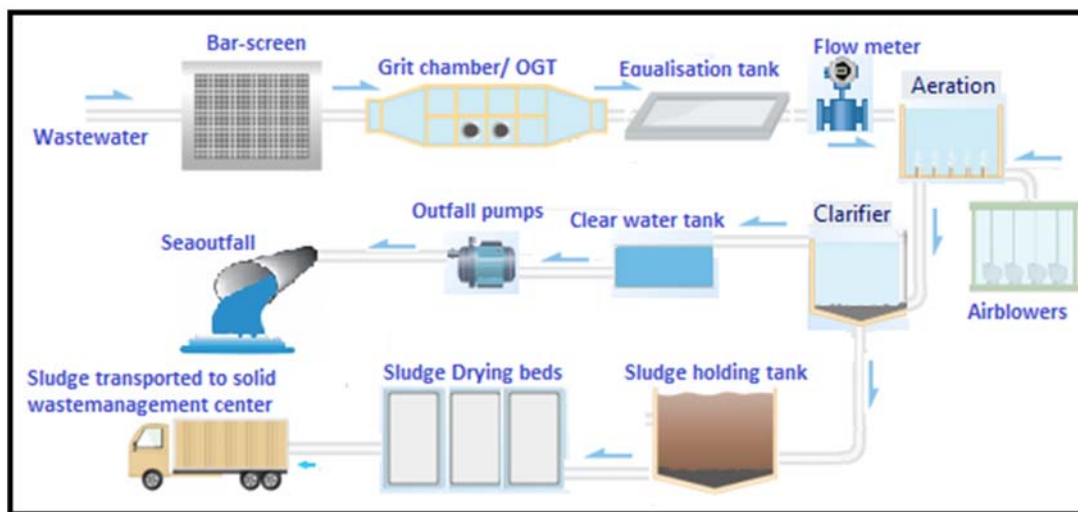 Bar-screen
Grit chamber/ OGT
Equalisation tank
Flow meter
Aeration
Wastewater
Outfall pumps
Clear water tank
Clarifier
Seaoutfall
Airblowers
Sludge transported to solid
wastemanagement center
Sludge Drying beds
Sludge holding tank